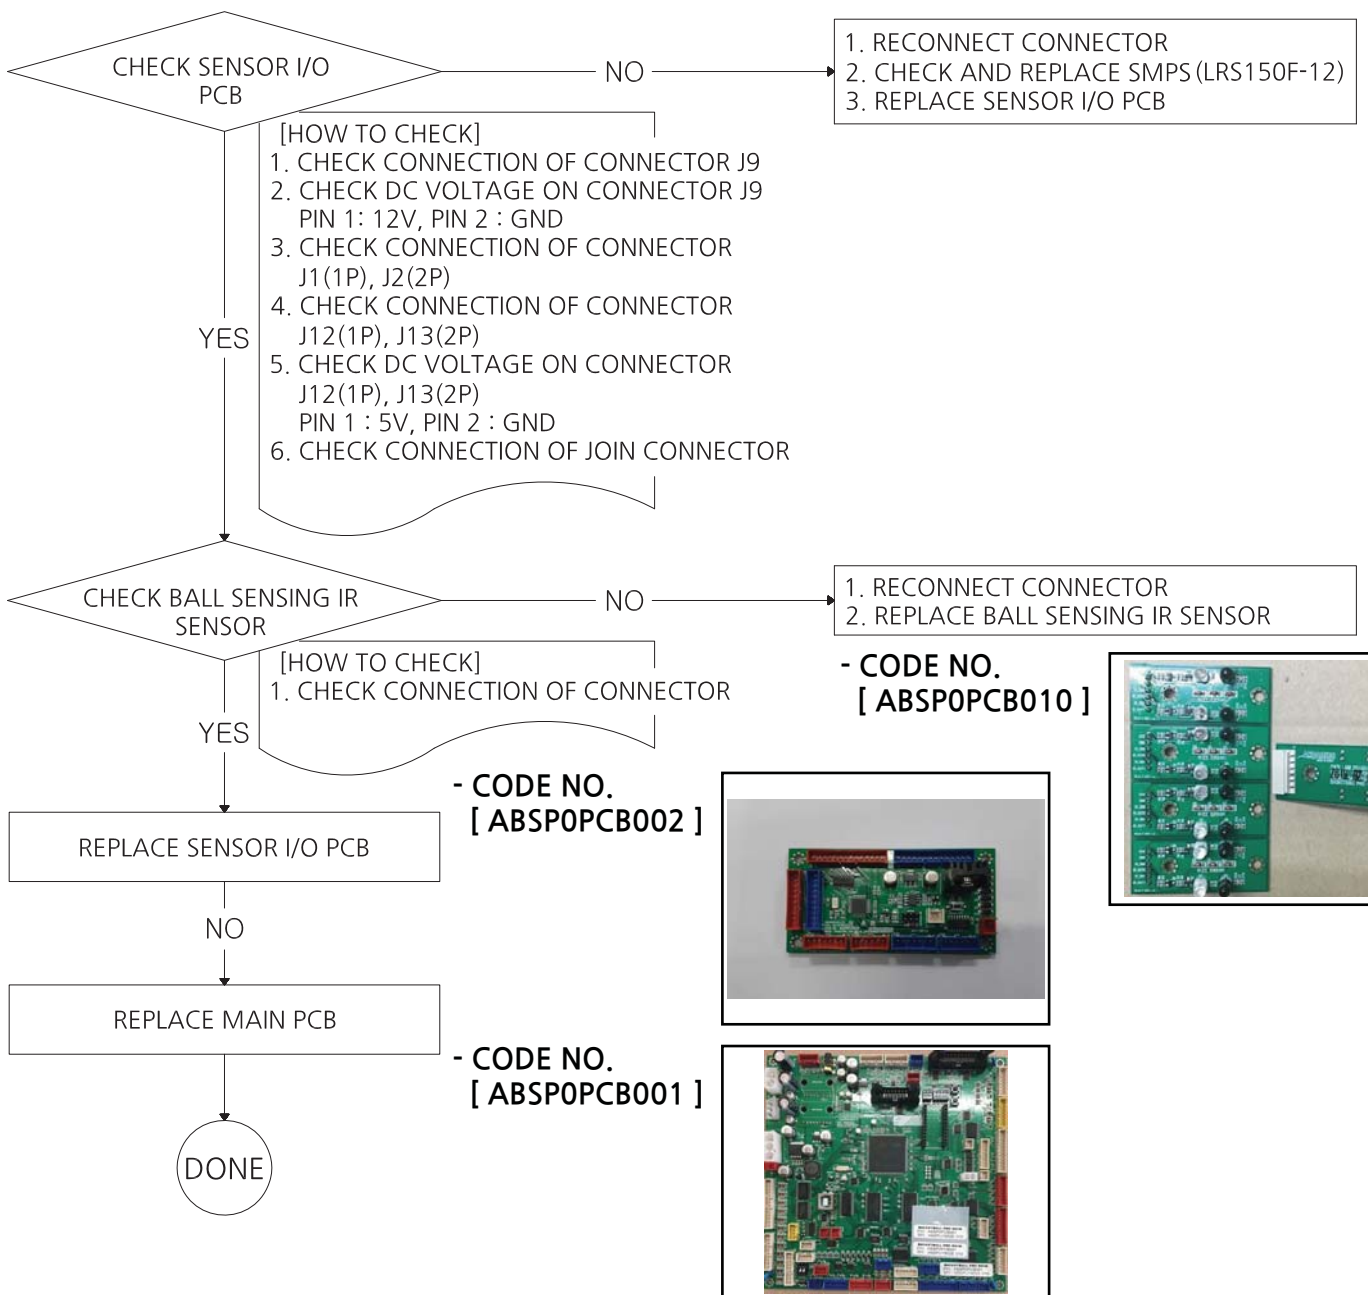 CHECK SENSOR I/O
PCB
NO
1. RECONNECT CONNECTOR
2. CHECK AND REPLACE SMPS(LRS150F-12)
3. REPLACE SENSOR I/O PCB
[HOW TO CHECK]
1. CHECK CONNECTION OF CONNECTOR J9
2. CHECK DC VOLTAGE ON CONNECTOR J9
PIN 1: 12V, PIN 2 : GND
3. CHECK CONNECTION OF CONNECTOR
J1(1P), J2(2P)
4. CHECK CONNECTION OF CONNECTOR
J12(1P), J13(2P)
5. CHECK DC VOLTAGE ON CONNECTOR
J12(1P), J13(2P)
PIN 1 : 5V, PIN 2 : GND
6. CHECK CONNECTION OF JOIN CONNECTOR
YES
CHECK BALL SENSING IR
SENSOR
NO
1. RECONNECT CONNECTOR
2. REPLACE BALL SENSING IR SENSOR
[HOW TO CHECK]
1. CHECK CONNECTION OF CONNECTOR
- CODE NO.
[ ABSP0PCB010 ]
YES
- CODE NO.
[ ABSP0PCB002 ]
REPLACE SENSOR I/O PCB
NO
REPLACE MAIN PCB
- CODE NO.
[ ABSP0PCB001 ]
DONE